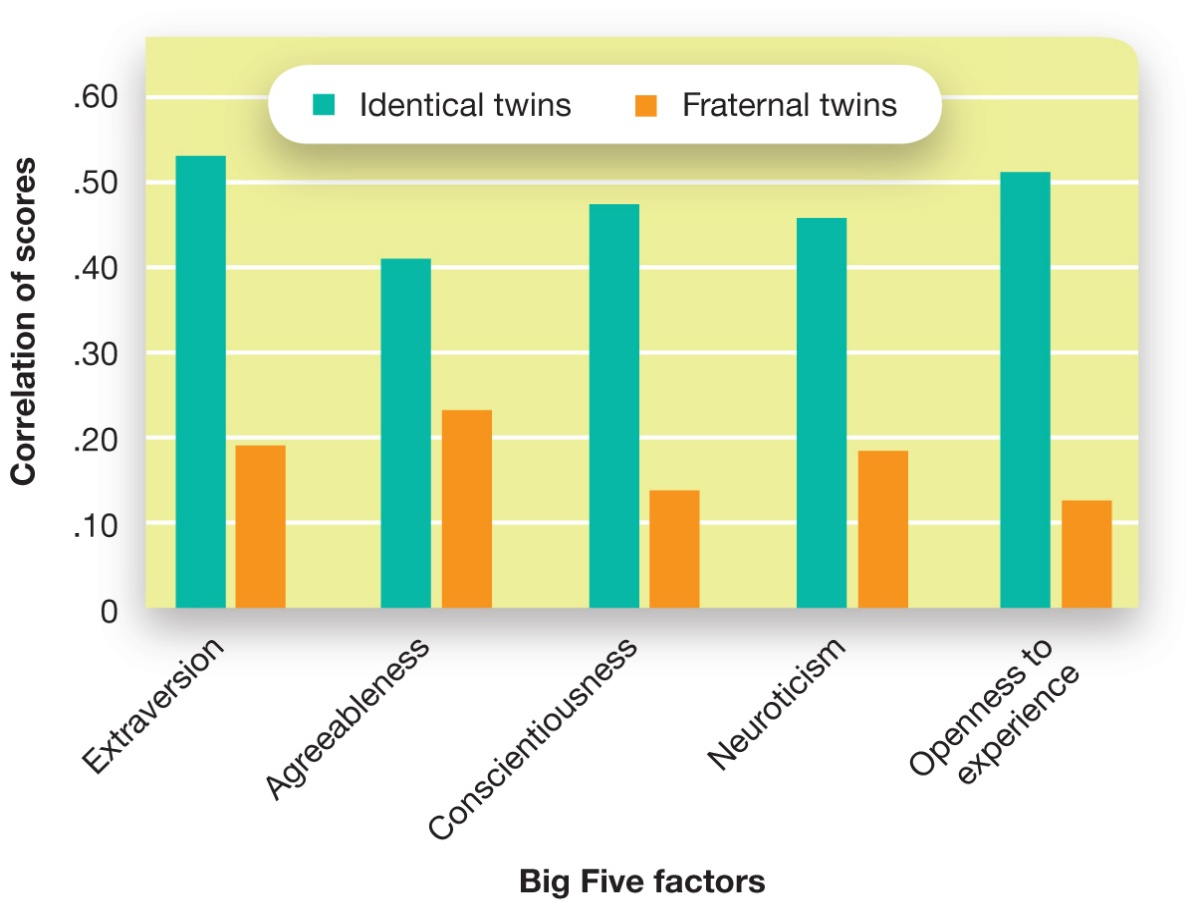 Identical twins
Fraternal twins
Correlation of scores
.60
.50
.40
.30
.20
.10
0
Extraversion
Agreeableness
Conscientiousness
Neuroticism
Openness to
experience
Big Five factors